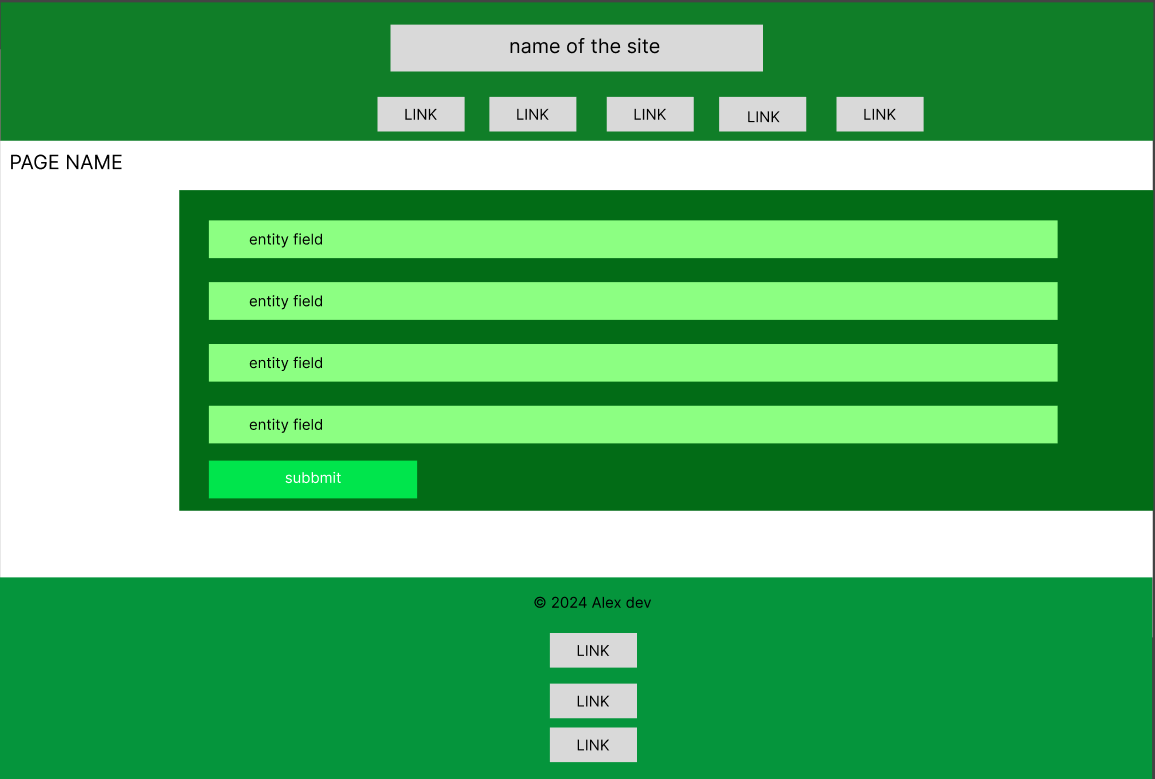 name of the site
LINK LINK LINK LINK LINK
PAGE NAME
entity field
entity field
entity field
entity field
subbmit
© 2024 Alex dev
LINK
LINK
LINK